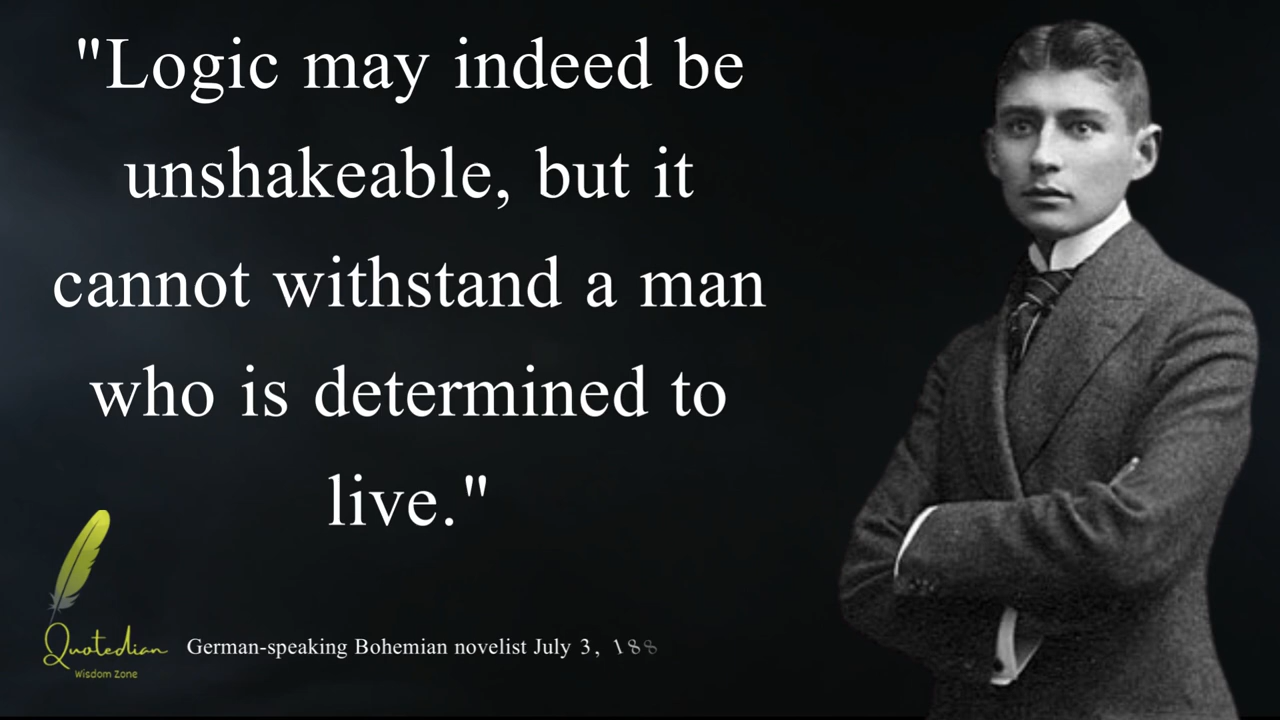 "Logic may indeed be
unshakeable, but it
cannot withstand a man
who is determined to
live."
Quotedian
Wisdom Zone
German-speaking Bohemian novelist July 3, 188